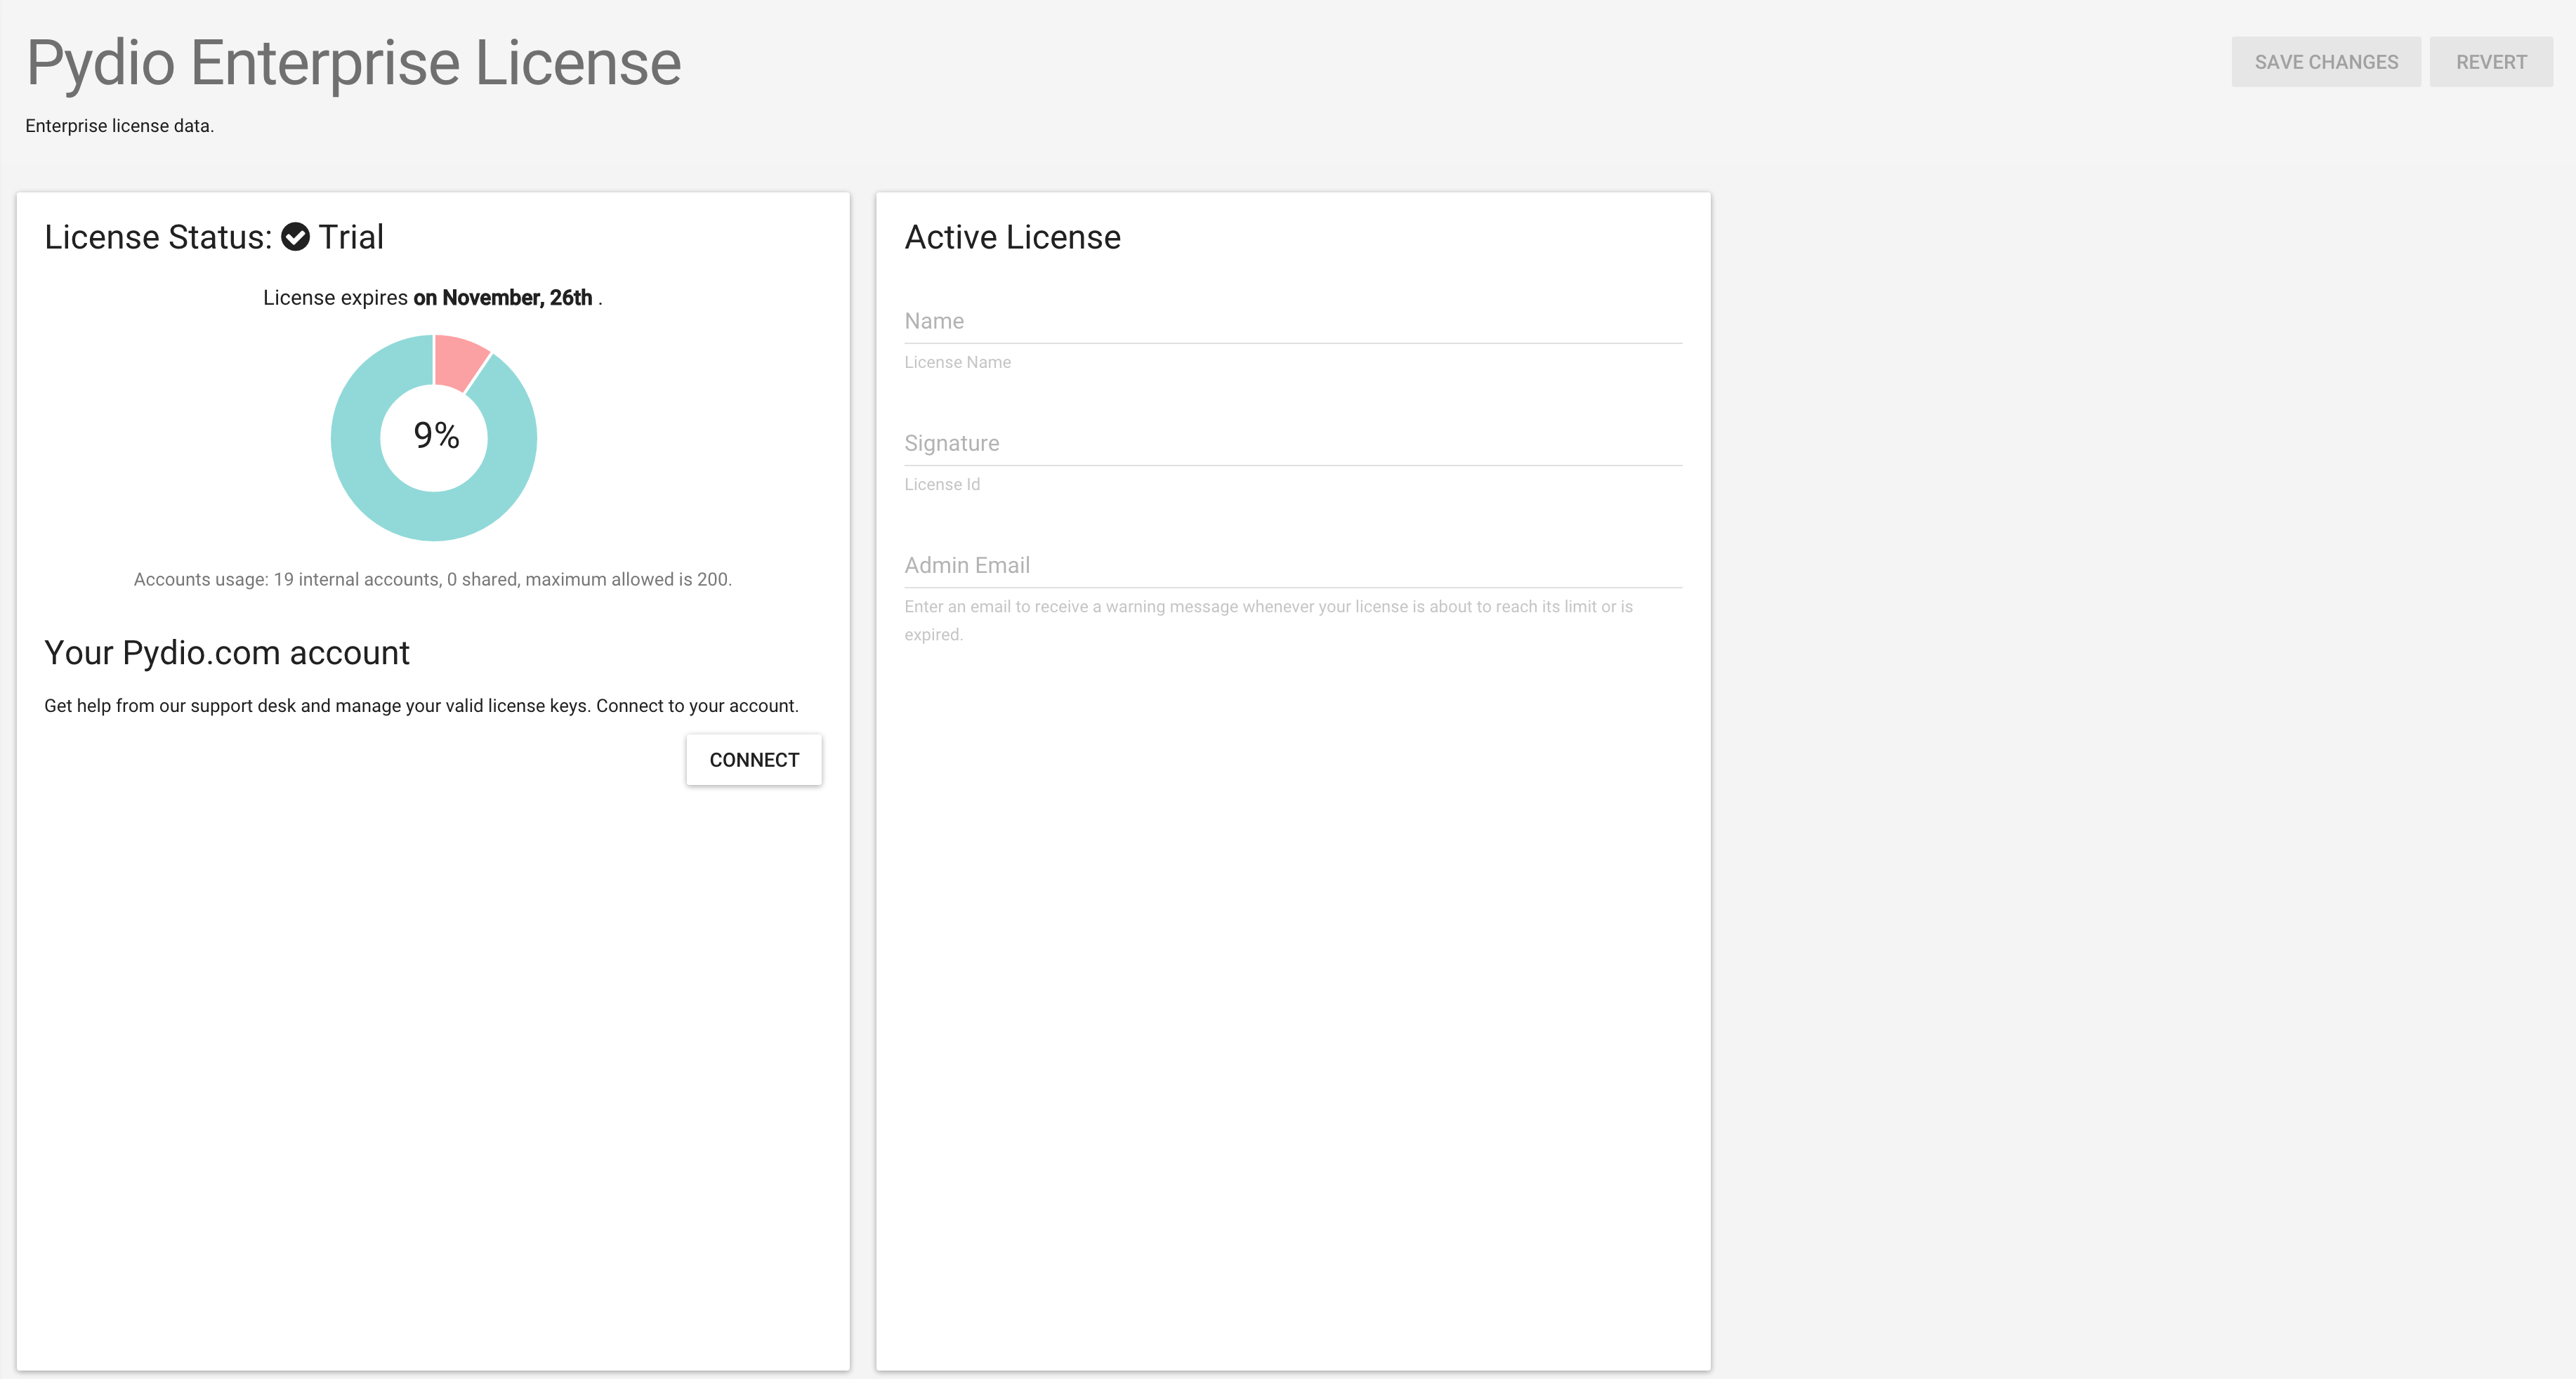 Pydio Enterprise License
SAVE CHANGES
REVERT
Enterprise license data.
License Status: Trial
License expires on November, 26th .
9%
Accounts usage: 19 internal accounts, 0 shared, maximum allowed is 200.
Your Pydio.com account
Get help from our support desk and manage your valid license keys. Connect to your account.
CONNECT
Active License
Name
License Name
Signature
License Id
Admin Email
Enter an email to receive a warning message whenever your license is about to reach its limit or is
expired.